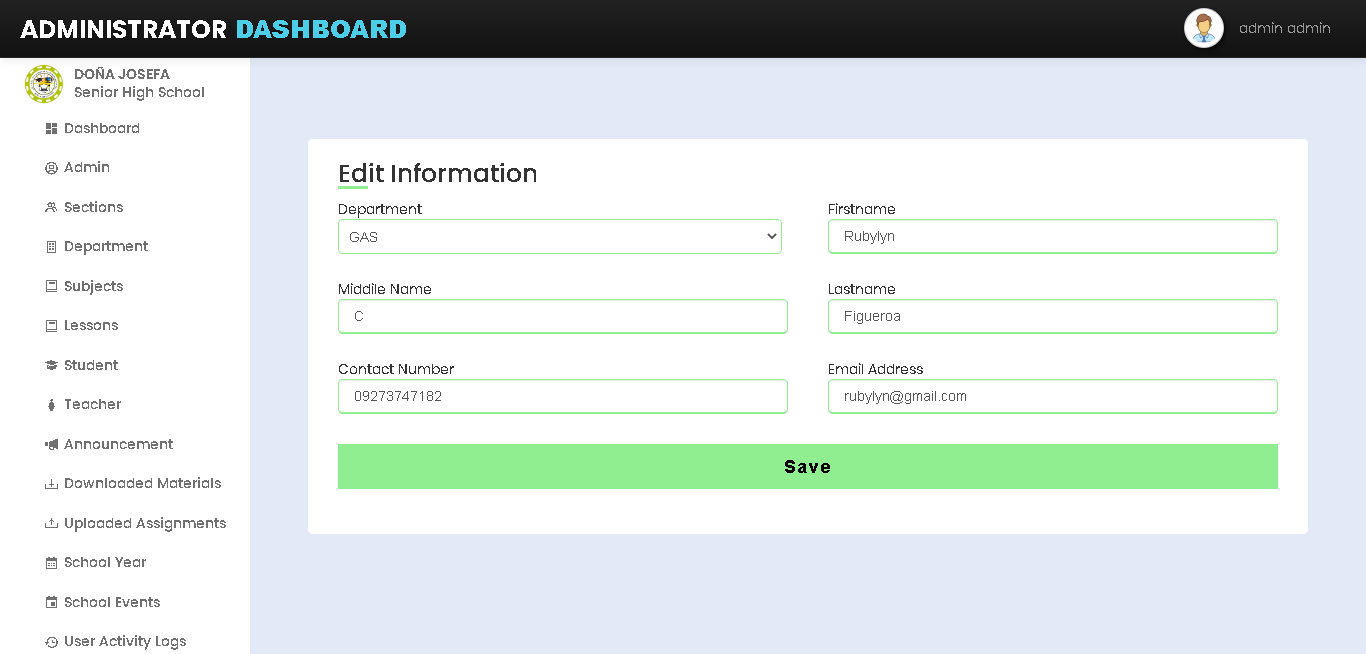 ADMINISTRATOR DASHBOARD
admin admin
DOÑA JOSEFA
Senior High School
Dashboard
Admin
Sections
Department
Subjects
Lessons
Student
Teacher
Announcement
Downloaded Materials
Uploaded Assignments
School Year
School Events
User Activity Logs
Edit Information
Department
GAS
Firstname
Rubylyn
Middile Name
C
Lastname
Figueroa
Contact Number
09273747182
Email Address
rubylyn@gmail.com
Save